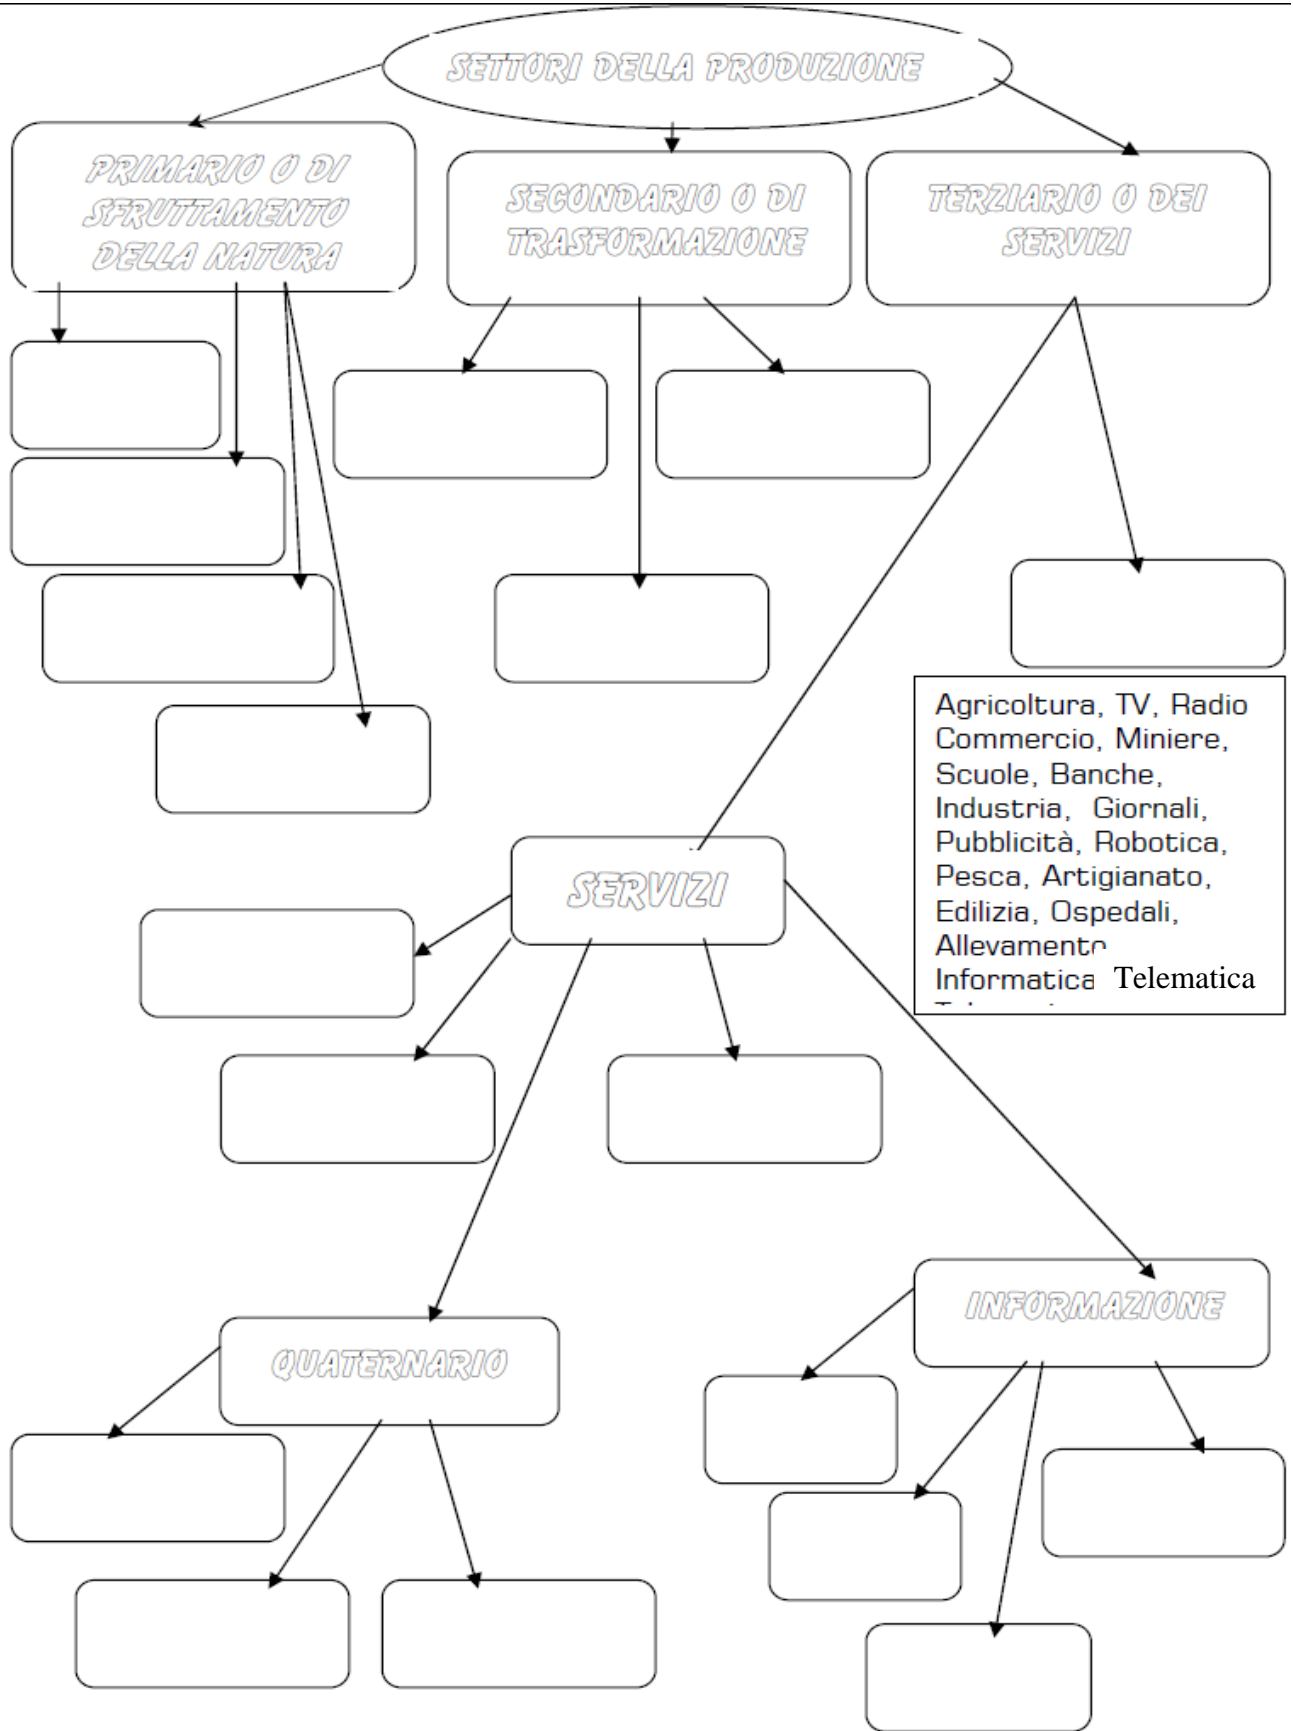 SETTORI DELLA PRODUZIONE
PRIMARIO O DI
SFRUTTAMENTO
DELLA NATURA
SECONDARIO O DI
TRASFORMAZIONE
TERZIARIO O DEI
SERVIZI
Agricoltura, TV, Radio
Commercio, Miniere,
Scuole, Banche,
Industria, Giornali,
Pubblicità, Robotica,
Pesca, Artigianato,
Edilizia, Ospedali,
Allevamento
Informatica Telematica
SERVIZI
INFORMAZIONE
QUATERNARIO